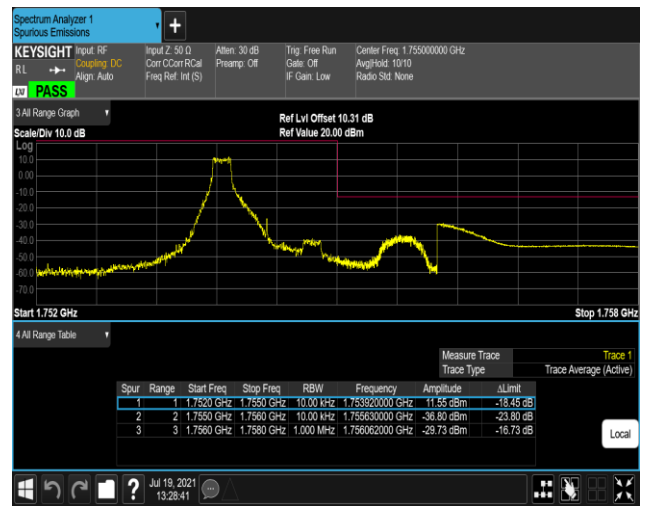 Spectrum Analyzer 1
Spurious Emissions
KEYSIGHT Input: RF Input Z: 50 Ω Atten: 30 dB Trig: Free Run Center Freq: 1.755000000 GHz
RL Coupling: DC Corr CCorr RCal Preamp: Off Gate: Off Avg|Hold: 10/10
Align: Auto Freq Ref: Int (S) IF Gain: Low Radio Std: None
LXI PASS
3 All Range Graph
Ref Lvl Offset 10.31 dB
Scale/Div 10.0 dB Ref Value 20.00 dBm
Log
10.0
0.00
-10.0
-20.0
-30.0
-40.0
-50.0
-60.0
-70.0
Start 1.752 GHz Stop 1.758 GHz
4 All Range Table
Measure Trace Trace 1
Trace Type Trace Average (Active)
Spur Range Start Freq Stop Freq RBW Frequency Amplitude ΔLimit
1 1 1.7520 GHz 1.7550 GHz 10.00 kHz 1.753920000 GHz 11.55 dBm -18.45 dB
2 2 1.7550 GHz 1.7560 GHz 10.00 kHz 1.755630000 GHz -36.80 dBm -23.80 dB
3 3 1.7560 GHz 1.7580 GHz 1.000 MHz 1.756062000 GHz -29.73 dBm -16.73 dB
Local
Jul 19, 2021
13:28:41